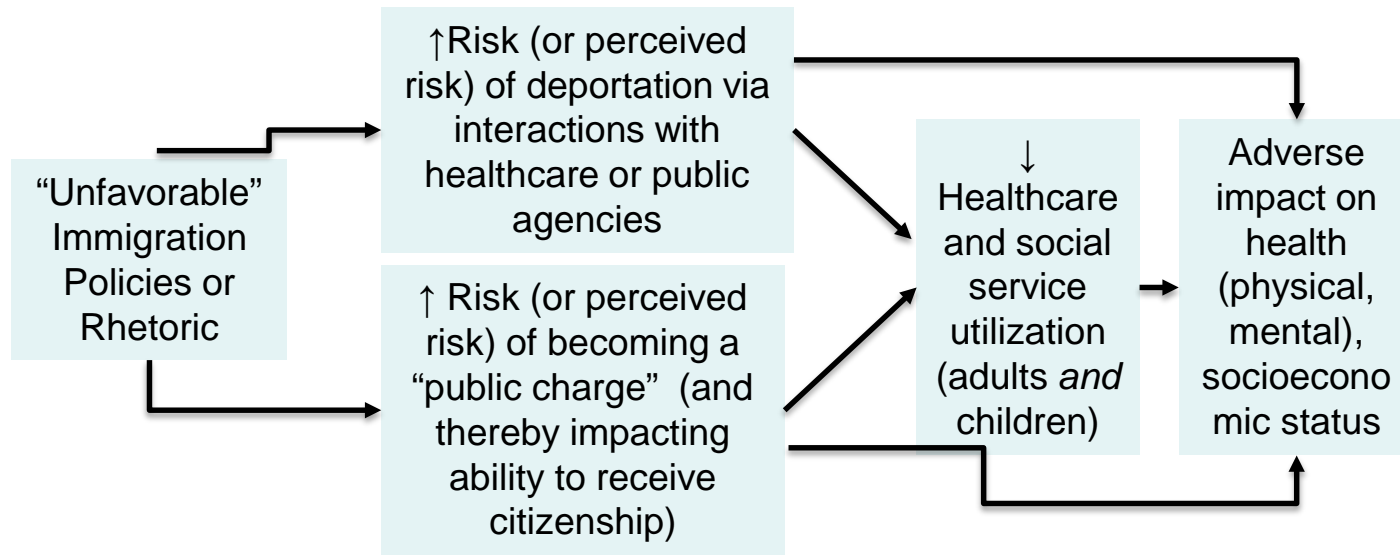 “Unfavorable”
Immigration
Policies or
Rhetoric
↑Risk (or perceived
risk) of deportation via
interactions with
healthcare or public
agencies
↑ Risk (or perceived
risk) of becoming a
“public charge”  (and
thereby impacting
ability to receive
citizenship)
↓
Healthcare
and social
service
utilization
(adults and
children)
Adverse
impact on
health
(physical,
mental),
socioecono
mic status